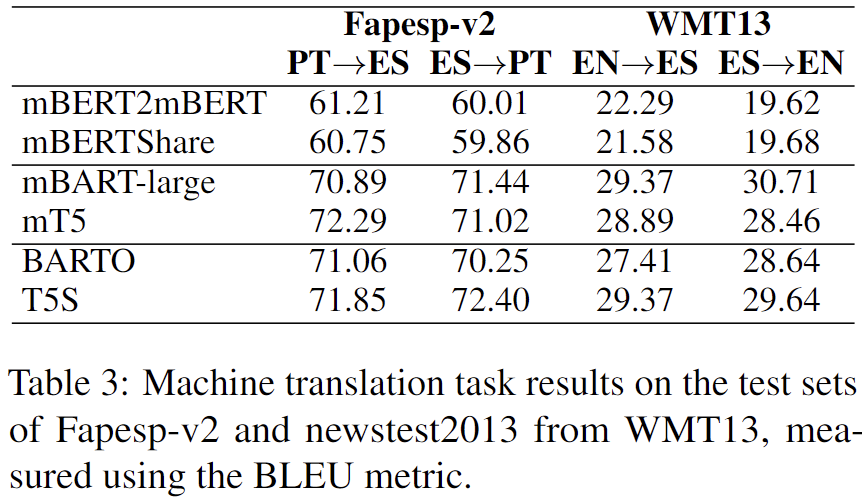 Fapesp-v2 WMT13
PT→ES ES→PT EN→ES ES→EN
mBERT2mBERT 61.21 60.01 22.29 19.62
mBERTShare 60.75 59.86 21.58 19.68
mBART-large 70.89 71.44 29.37 30.71
mT5 72.29 71.02 28.89 28.46
BARTO 71.06 70.25 27.41 28.64
T5S 71.85 72.40 29.37 29.64
Table 3: Machine translation task results on the test sets
of Fapesp-v2 and newstest2013 from WMT13, mea-
sured using the BLEU metric.